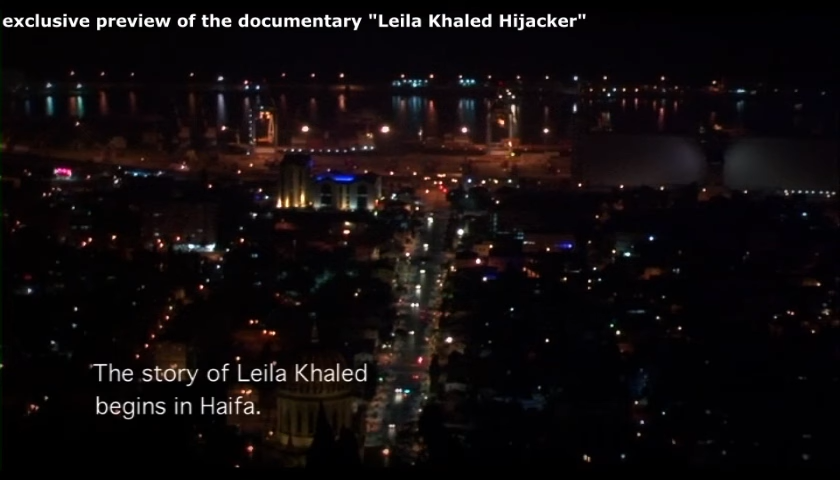 exclusive preview of the documentary "Leila Khaled Hijacker"
The story of Leila Khaled
begins in Haifa.